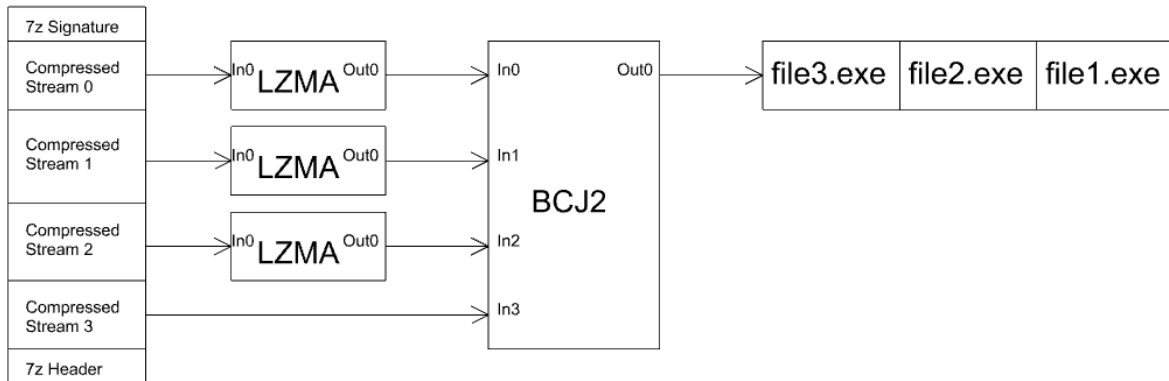 7z Signature
Compressed
Stream 0
In0 LZMA Out0
In0
Out0
file3.exe file2.exe file1.exe
Compressed
Stream 1
In0 LZMA Out0
In1
BCJ2
Compressed
Stream 2
In0 LZMA Out0
In2
Compressed
Stream 3
In3
7z Header